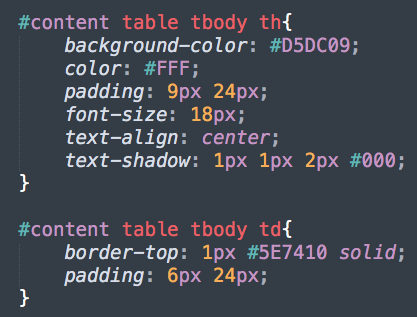 #content table tbody th{
    background-color: #D5DC09;
    color: #FFF;
    padding: 9px 24px;
    font-size: 18px;
    text-align: center;
    text-shadow: 1px 1px 2px #000;
}

#content table tbody td{
    border-top: 1px #5E7410 solid;
    padding: 6px 24px;
}